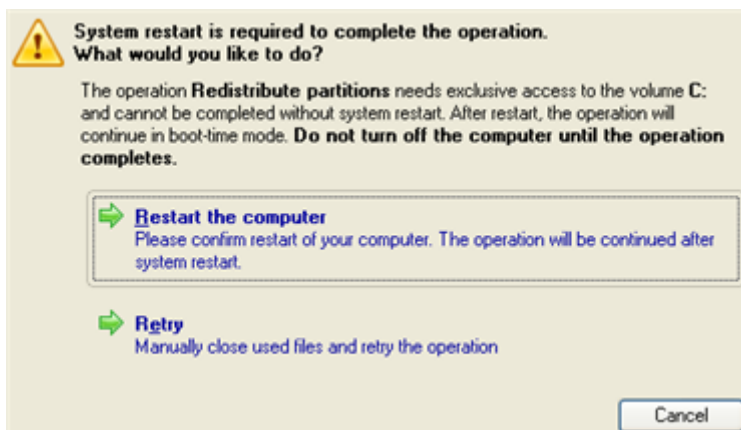 System restart is required to complete the operation.
What would you like to do?
The operation Redistribute partitions needs exclusive access to the volume C:
and cannot be completed without system restart. After restart, the operation will
continue in boot-time mode. Do not turn off the computer until the operation
completes.
Restart the computer
Please confirm restart of your computer. The operation will be continued after
system restart.
Retry
Manually close used files and retry the operation
Cancel